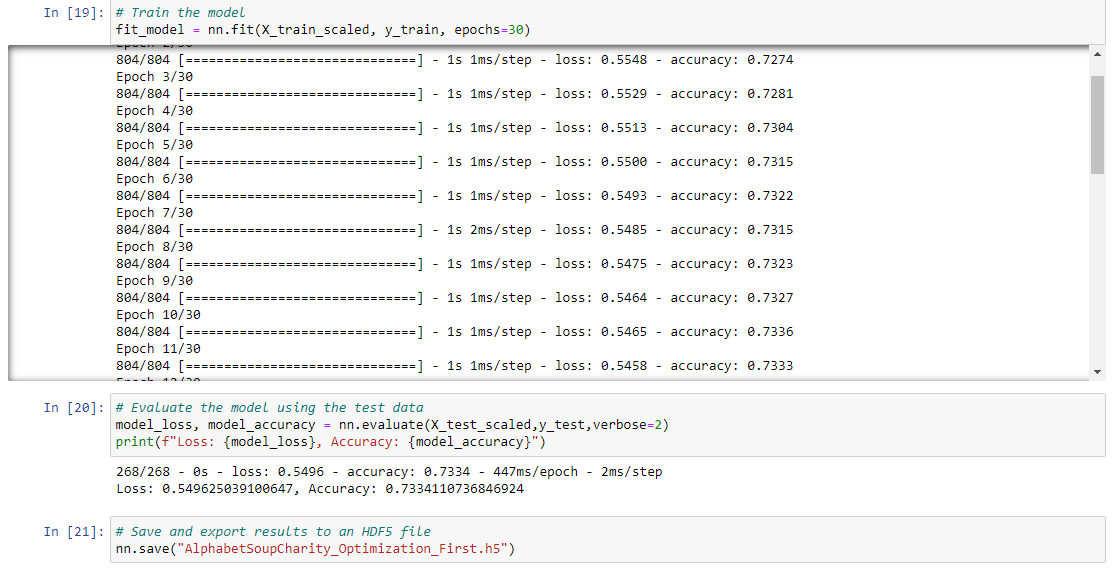 In [19]: # Train the model
fit_model = nn.fit(X_train_scaled, y_train, epochs=30)
804/804 [==============================] - 1s 1ms/step - loss: 0.5548 - accuracy: 0.7274
Epoch 3/30
804/804 [==============================] - 1s 1ms/step - loss: 0.5529 - accuracy: 0.7281
Epoch 4/30
804/804 [==============================] - 1s 1ms/step - loss: 0.5513 - accuracy: 0.7304
Epoch 5/30
804/804 [==============================] - 1s 1ms/step - loss: 0.5500 - accuracy: 0.7315
Epoch 6/30
804/804 [==============================] - 1s 1ms/step - loss: 0.5493 - accuracy: 0.7322
Epoch 7/30
804/804 [==============================] - 1s 2ms/step - loss: 0.5485 - accuracy: 0.7315
Epoch 8/30
804/804 [==============================] - 1s 1ms/step - loss: 0.5475 - accuracy: 0.7323
Epoch 9/30
804/804 [==============================] - 1s 1ms/step - loss: 0.5464 - accuracy: 0.7327
Epoch 10/30
804/804 [==============================] - 1s 1ms/step - loss: 0.5465 - accuracy: 0.7336
Epoch 11/30
804/804 [==============================] - 1s 1ms/step - loss: 0.5458 - accuracy: 0.7333
In [20]: # Evaluate the model using the test data
model_loss, model_accuracy = nn.evaluate(X_test_scaled,y_test,verbose=2)
print(f"Loss: {model_loss}, Accuracy: {model_accuracy}")
268/268 - 0s - loss: 0.5496 - accuracy: 0.7334 - 447ms/epoch - 2ms/step
Loss: 0.549625039100647, Accuracy: 0.7334110736846924
In [21]: # Save and export results to an HDF5 file
nn.save("AlphabetSoupCharity_Optimization_First.h5")